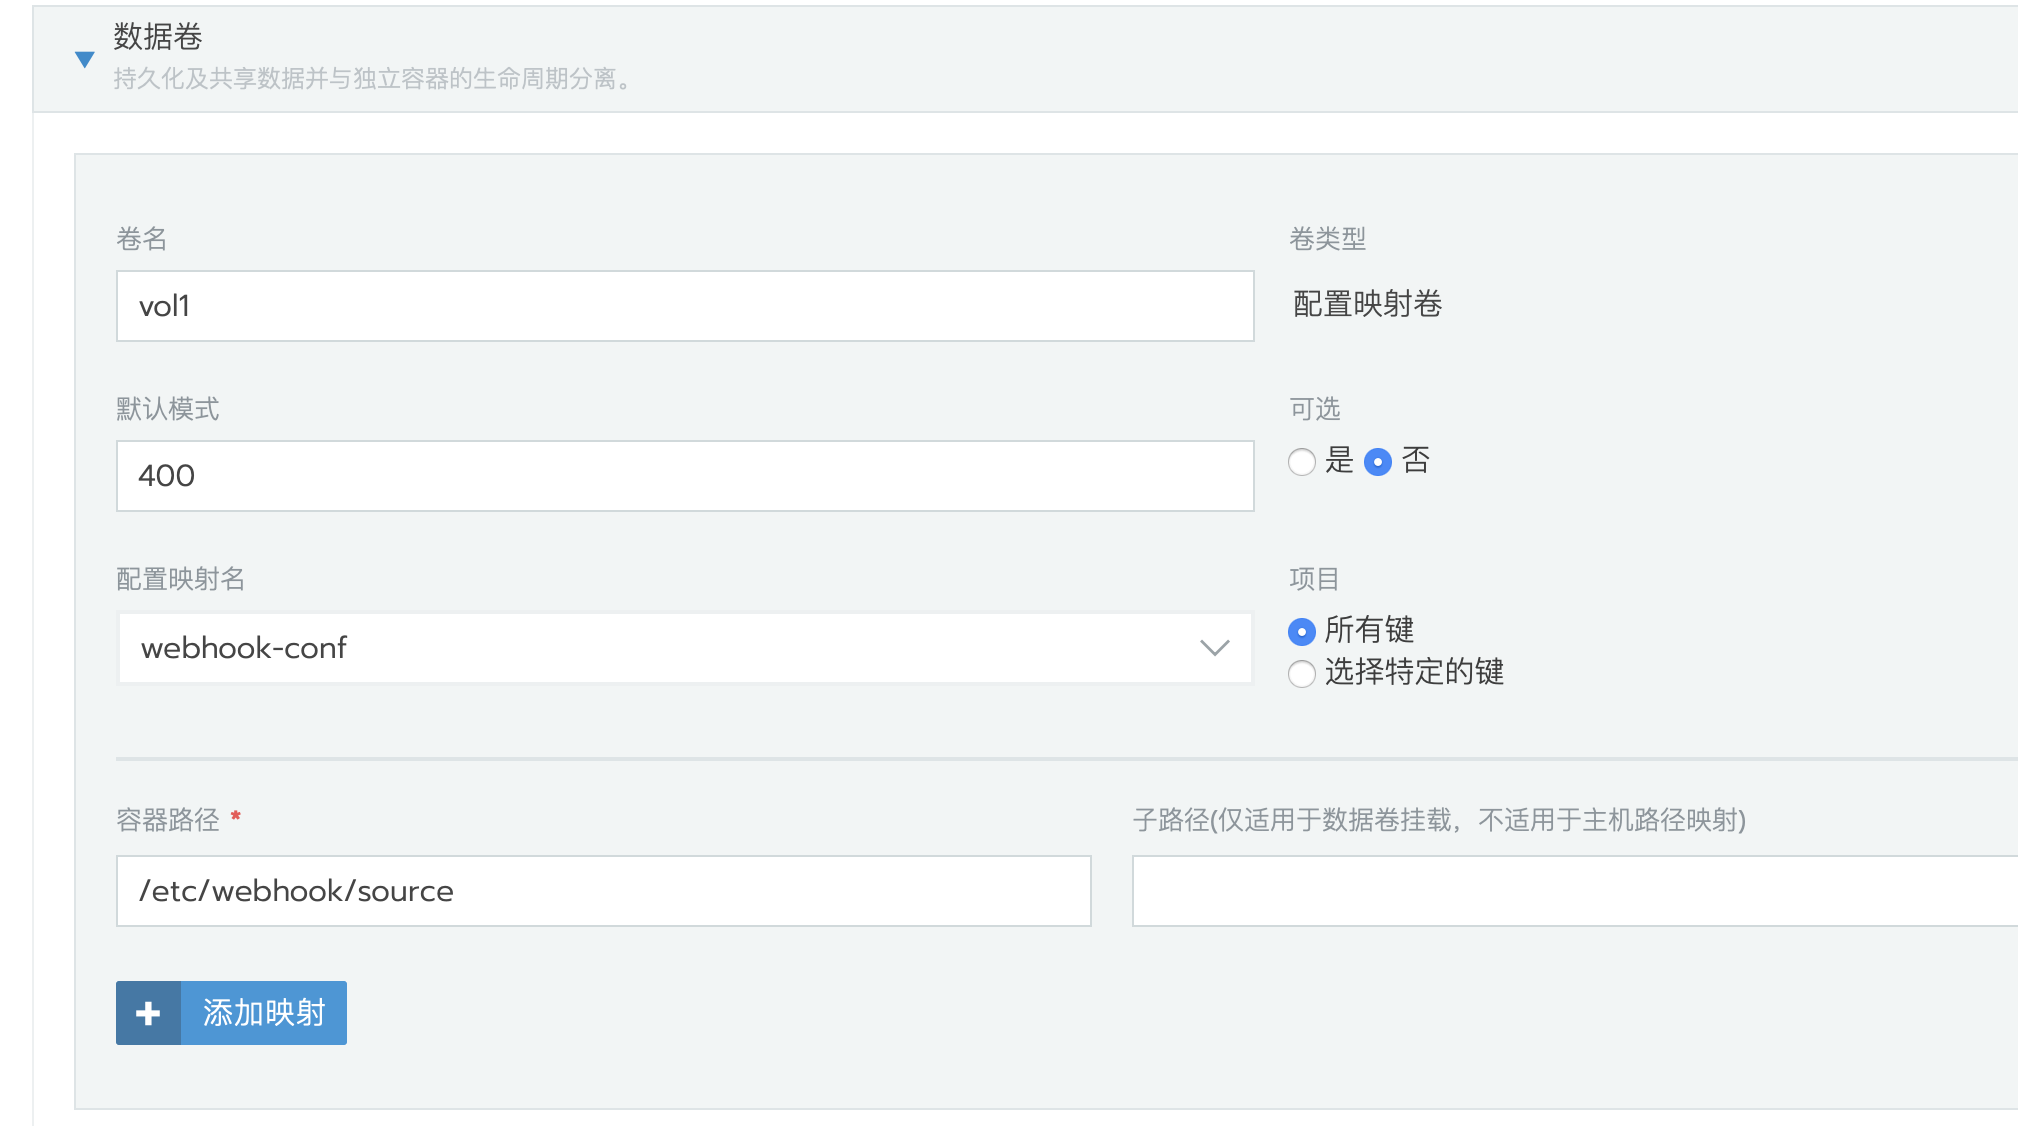 数据卷
持久化及共享数据并与独立容器的生命周期分离。
卷名
卷类型
vol1
配置映射卷
默认模式
可选
400
是 否
配置映射名
项目
webhook-conf
所有键
选择特定的键
容器路径 *
子路径(仅适用于数据卷挂载，不适用于主机路径映射)
/etc/webhook/source
添加映射